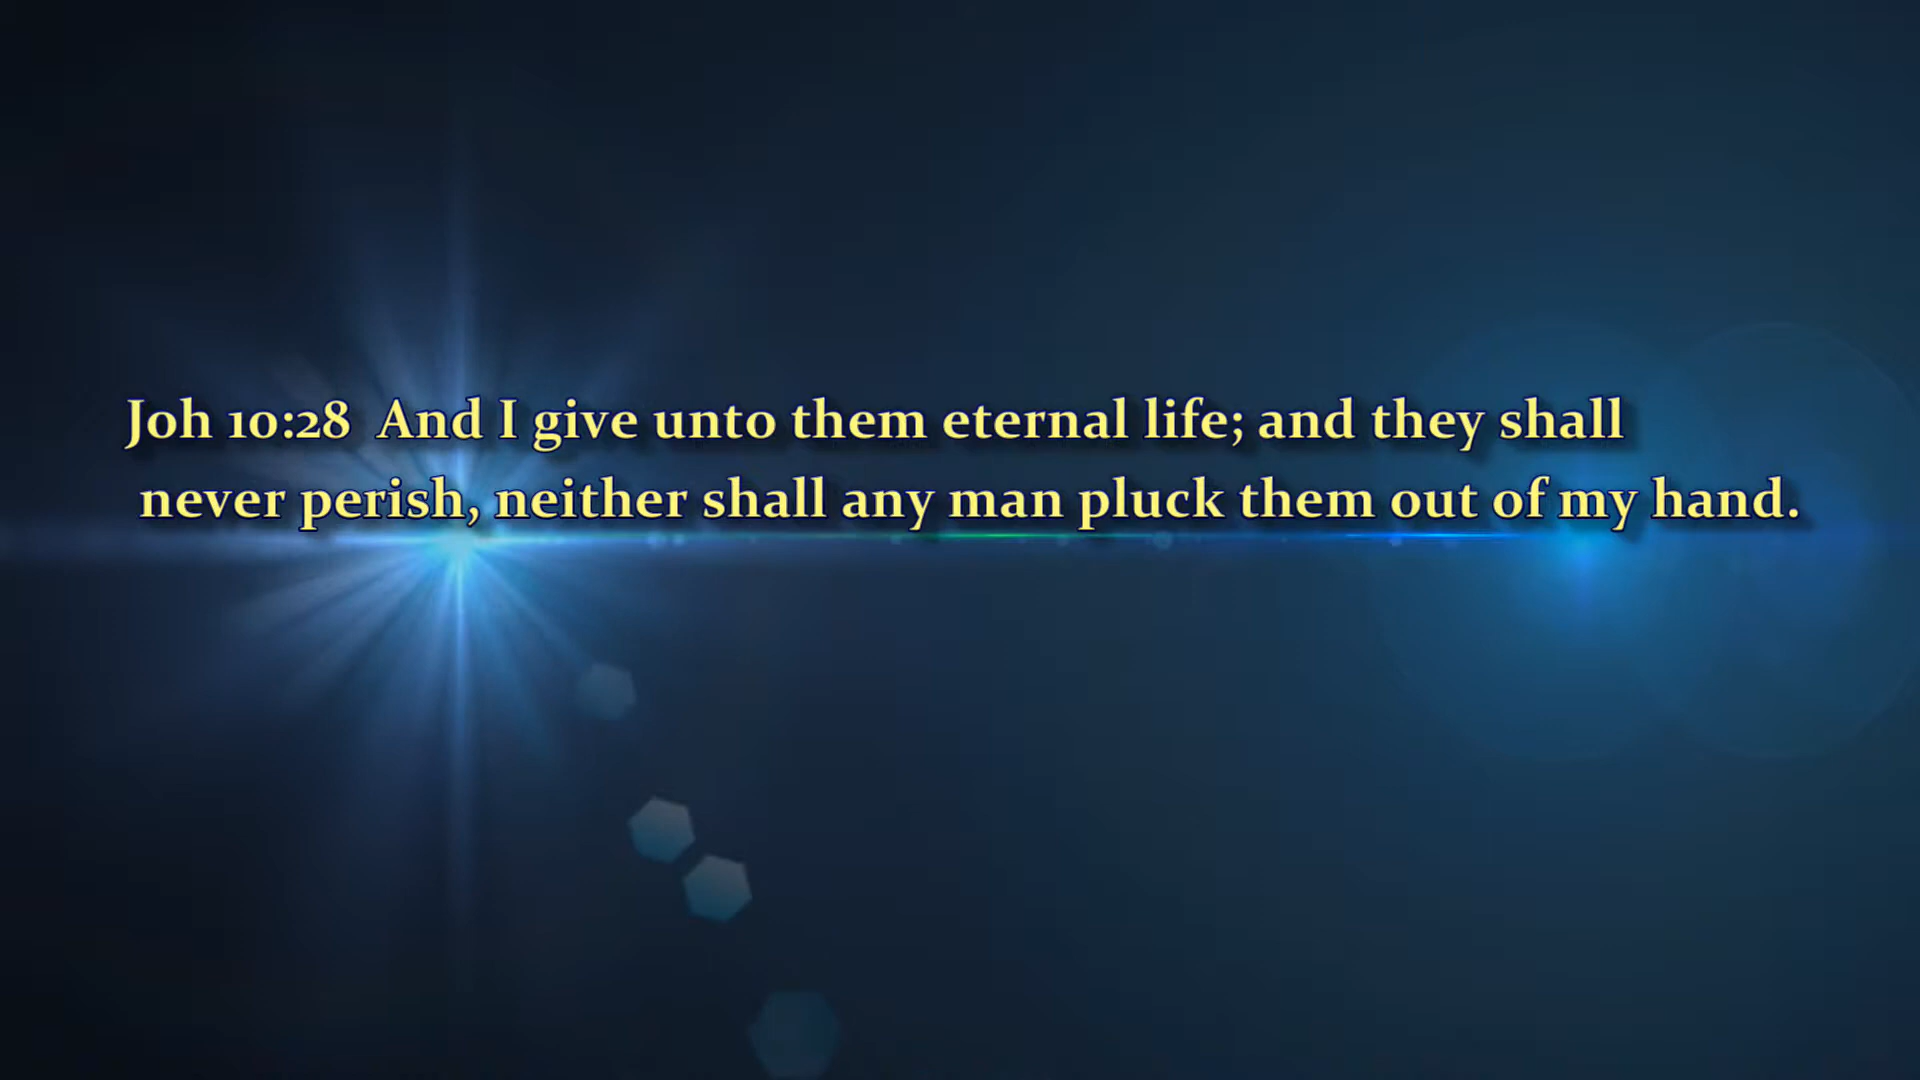 Joh 10:28  And I give unto them eternal life; and they shall
never perish, neither shall any man pluck them out of my hand.